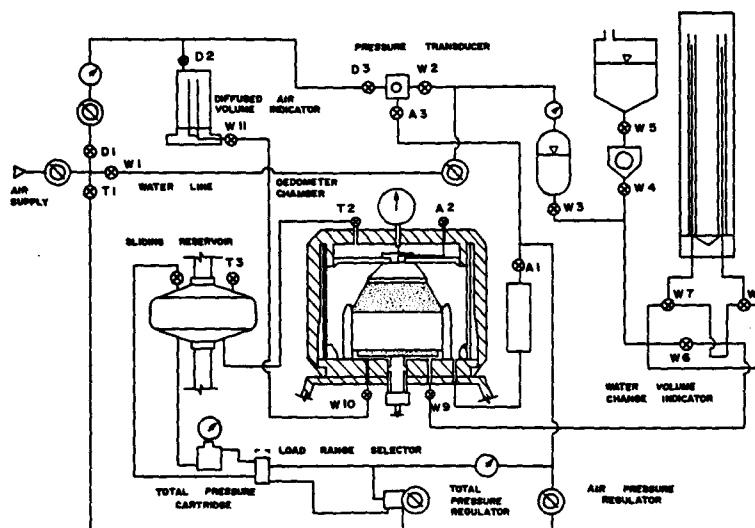 PRESSURE TRANSDUCER
D2
D3
W2
A3
DIFFUSED AIR
VOLUME INDICATOR
W11
W5
W4
D1
W1
AIR
SUPPLY
T1
WATER LINE
OEDOMETER
CHAMBER
W3
T2
A2
SLIDING RESERVOIR
T3
A1
W7
W
W6
WATER VOLUME
CHANGE INDICATOR
W10
W9
LOAD RANGE SELECTOR
TOTAL PRESSURE
CARTRIDGE
TOTAL
PRESSURE
REGULATOR
AIR PRESSURE
REGULATOR